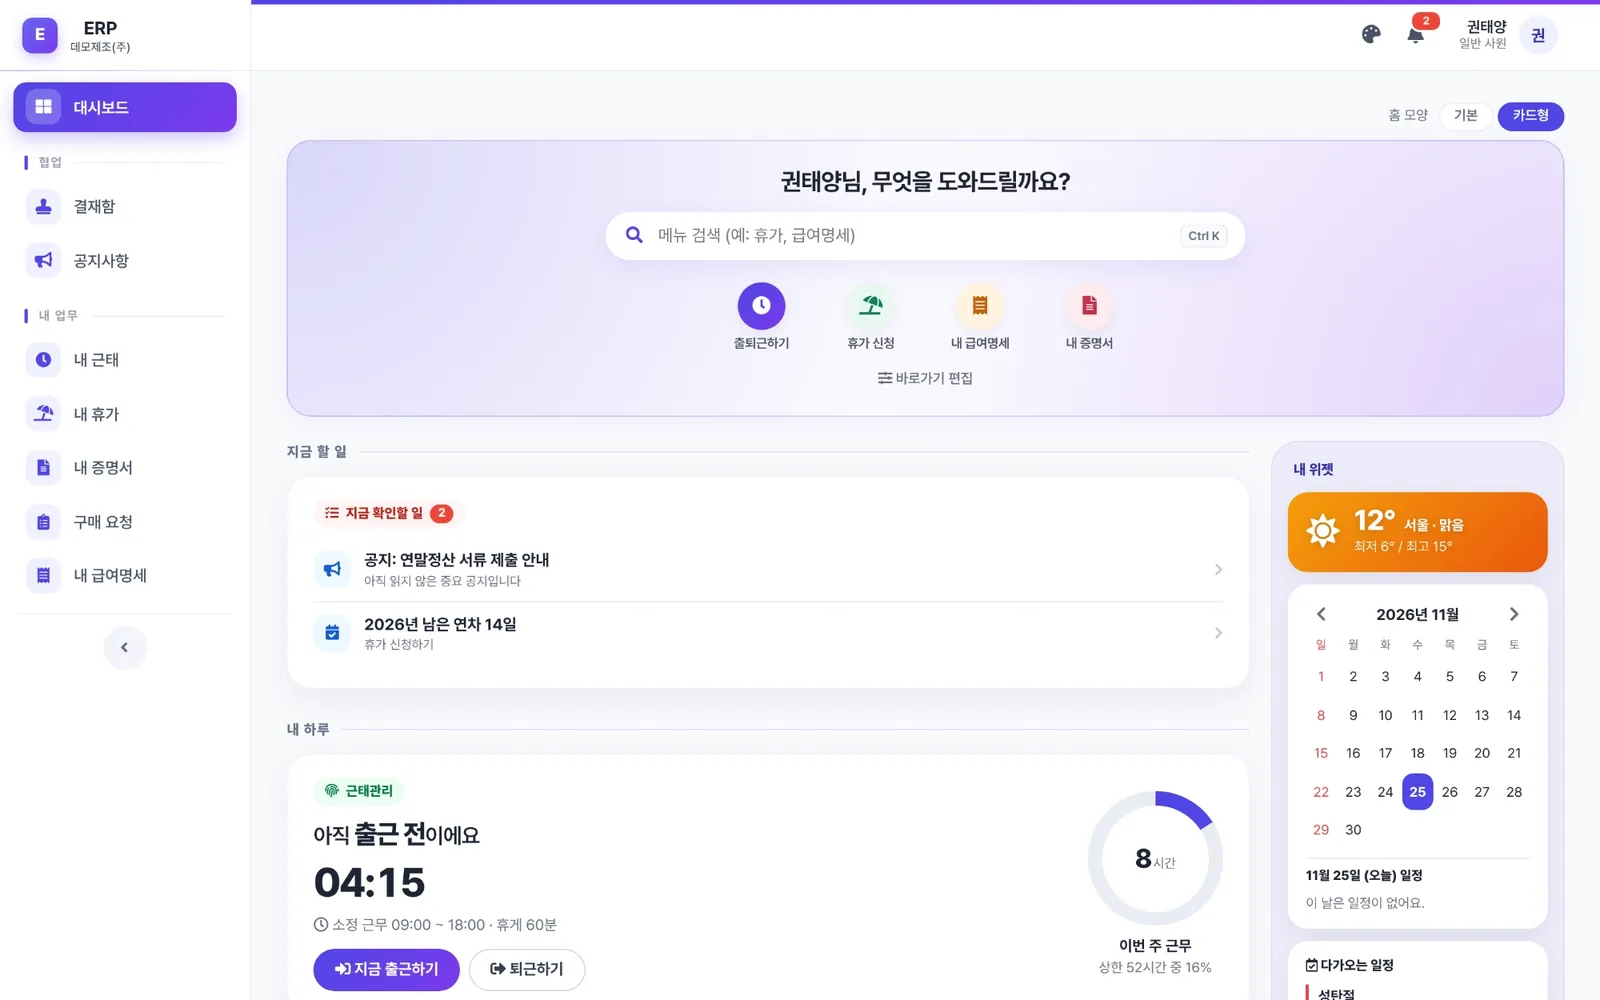 E
ERP
데모제조(주)
2
권태양
일반 사원
권
대시보드
협업
결재함
공지사항
내 업무
내 근태
내 휴가
내 증명서
구매 요청
내 급여명세
홈 모양
기본
카드형
권태양님, 무엇을 도와드릴까요?
메뉴 검색 (예: 휴가, 급여명세)
Ctrl K
출퇴근하기
휴가 신청
내 급여명세
내 증명서
바로가기 편집
지금 할 일
지금 확인할 일 2
공지: 연말정산 서류 제출 안내
아직 읽지 않은 중요 공지입니다
2026년 남은 연차 14일
휴가 신청하기
내 하루
근태관리
아직 출근 전이에요
04:15
소정 근무 09:00 ~ 18:00 · 휴게 60분
지금 출근하기
퇴근하기
8시간
이번 주 근무
상한 52시간 중 16%
내 위젯
12° 서울 · 맑음
최저 6° / 최고 15°
2026년 11월
일 월 화 수 목 금 토
1 2 3 4 5 6 7
8 9 10 11 12 13 14
15 16 17 18 19 20 21
22 23 24 25 26 27 28
29 30
11월 25일 (오늘) 일정
이 날은 일정이 없어요.
다가오는 일정
성탄절